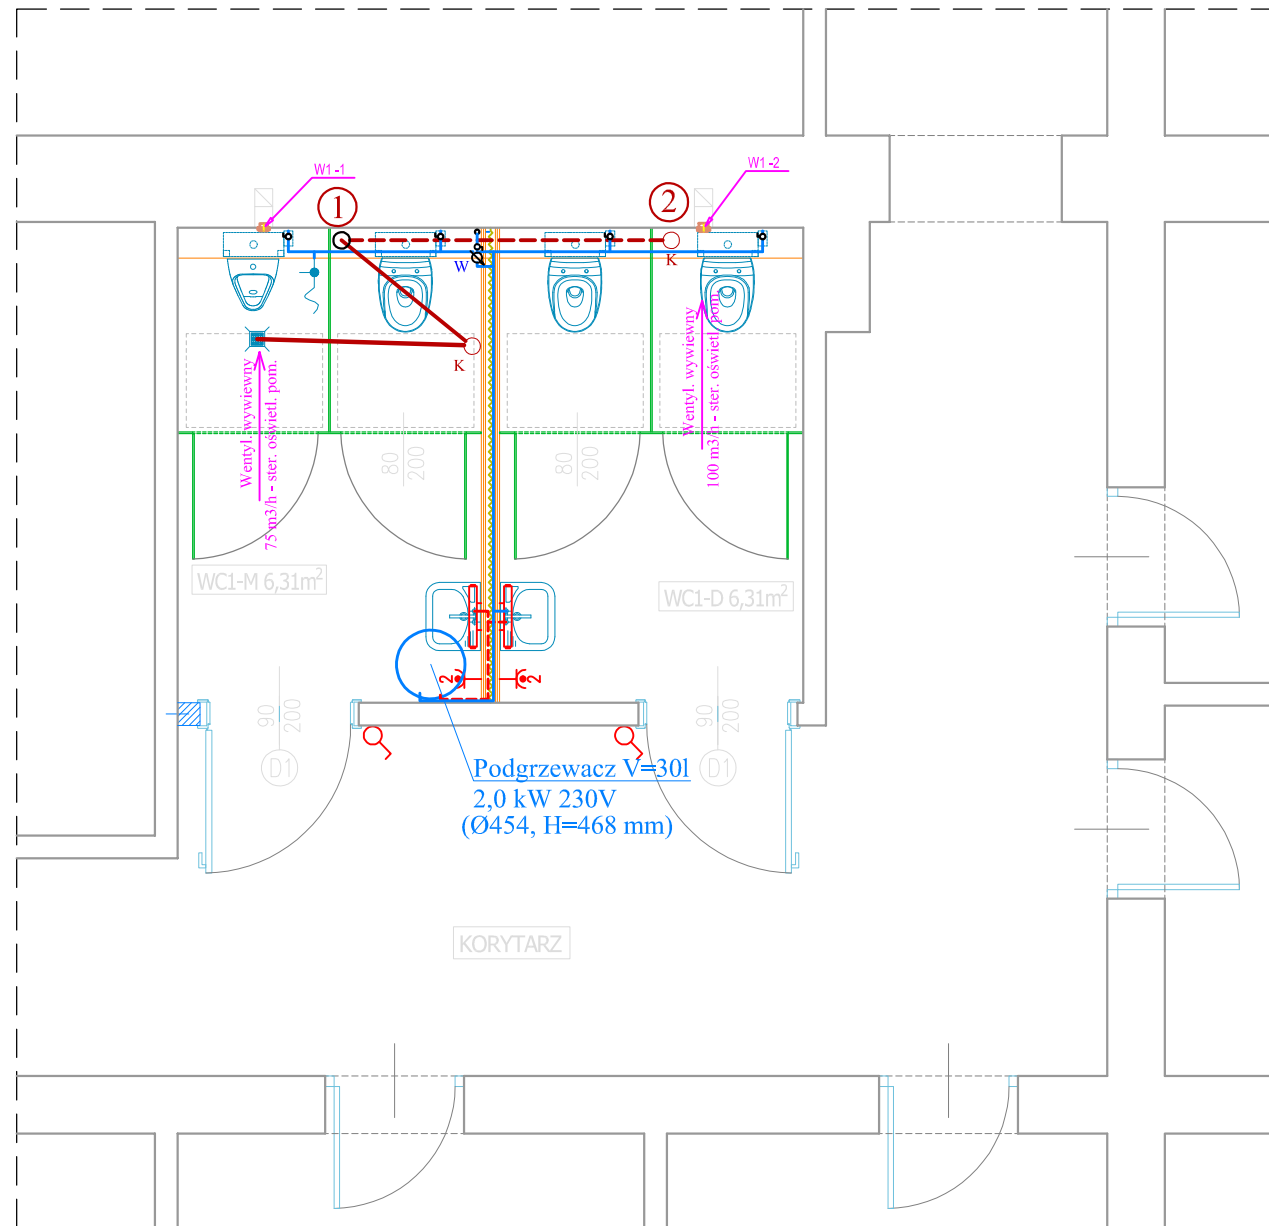 W1-1
W1-2
1
2
K
W
K
Wentyl. wywiewny
75 m3/h - ster. oświetl. pom.
Wentyl. wywiewny
100 m3/h - ster. oświetl. pom.
80
200
80
200
WC1-M 6,31m²
WC1-D 6,31m²
2
2
90
200
90
200
D1
D1
Podgrzewacz V=30l
2,0 kW 230V
(Ø454, H=468 mm)
KORYTARZ